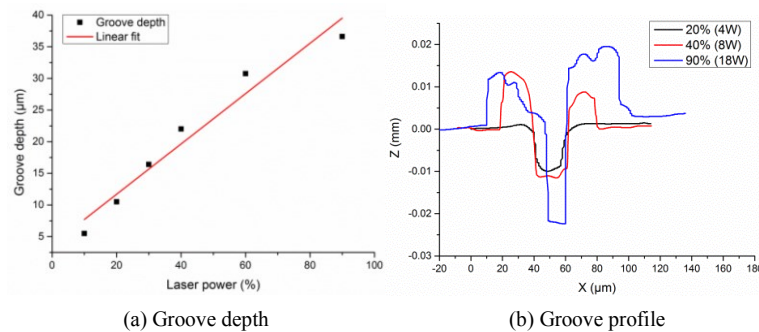 Groove depth
Linear fit
Groove depth (μm)
40
35
30
25
20
15
10
5
0 20 40 60 80 100
Laser power (%)
(a) Groove depth
20% (4W)
40% (8W)
90% (18W)
Z (mm)
0.02
0.01
0.00
-0.01
-0.02
-0.03
-20 0 20 40 60 80 100 120 140 160 180
X (μm)
(b) Groove profile